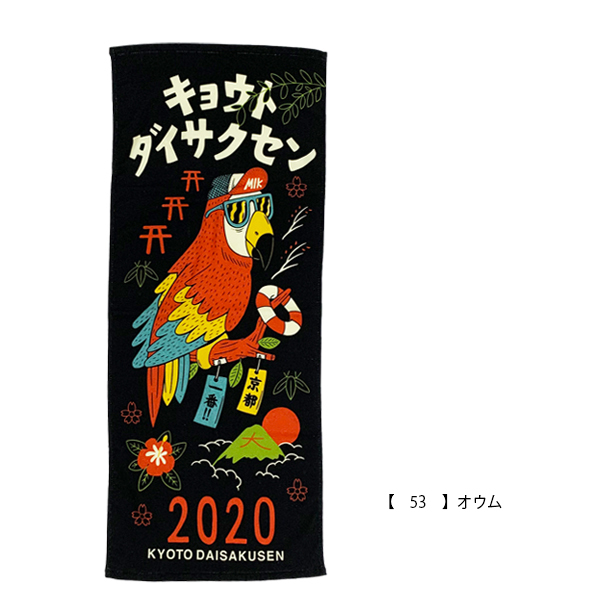 キョウト
ダイサクセン
MIK
一番!!
京都
大
2020
KYOTO DAISAKUSEN
【 53 】オウム